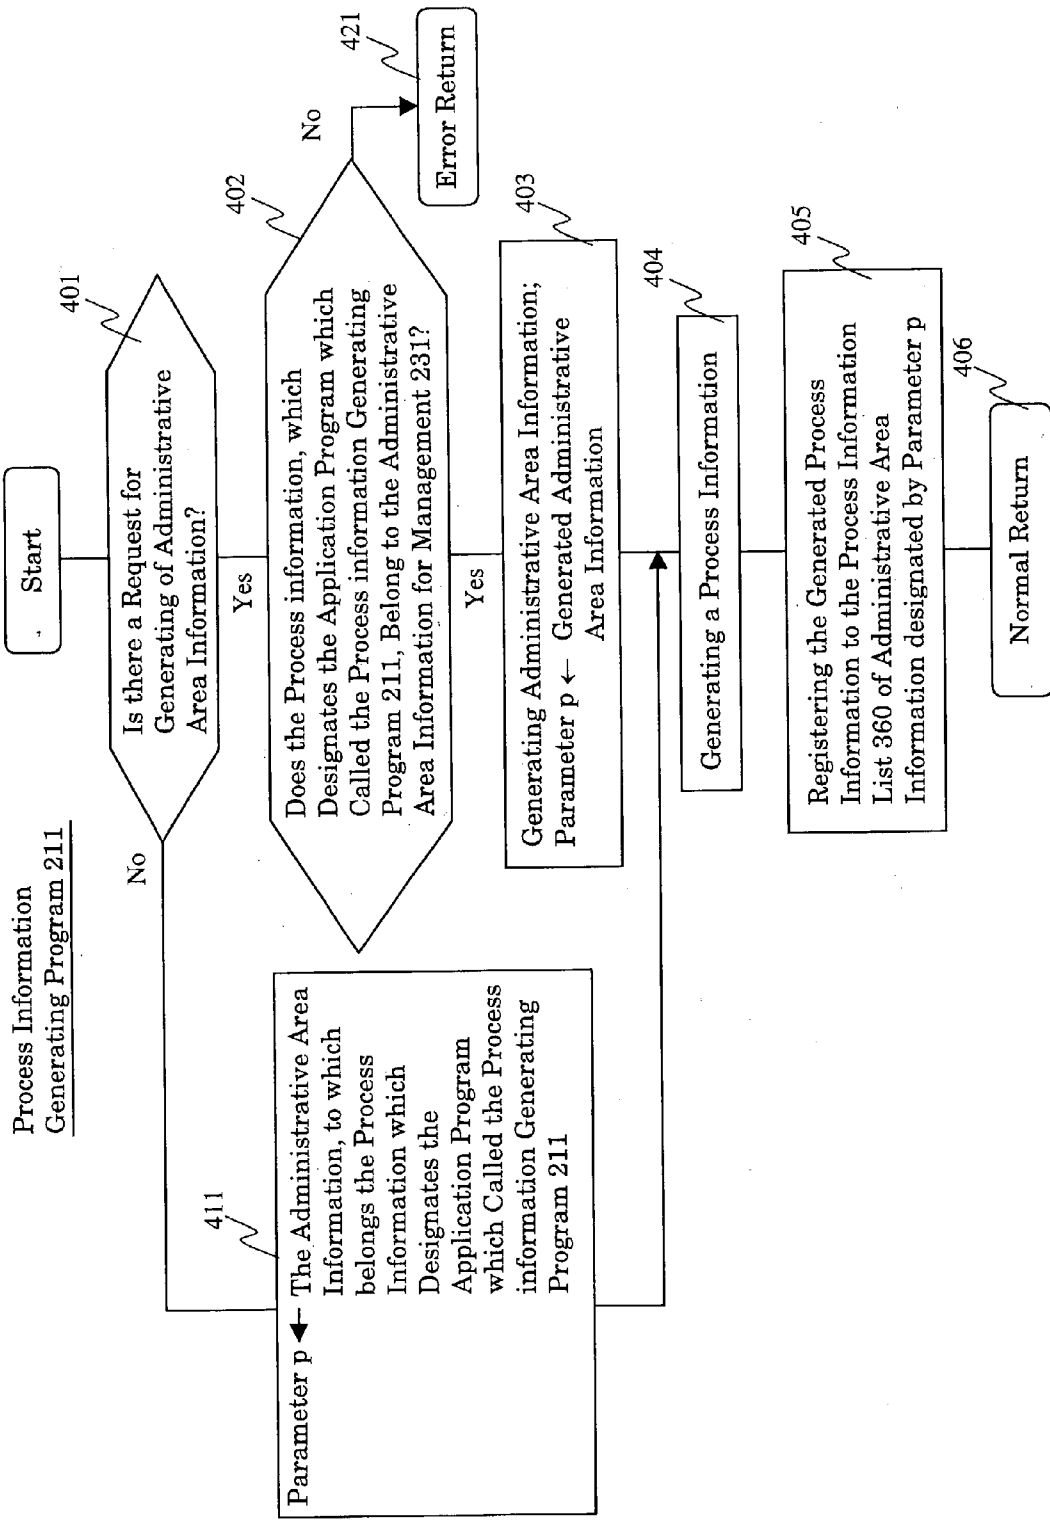 Process Information
Generating Program 211
Start
401
Is there a Request for
Generating of Administrative
Area Information?
No
Yes
402
Does the Process information, which
Designates the Application Program which
Called the Process information Generating
Program 211, Belong to the Administrative
Area Information for Management 231?
No
421
Error Return
Yes
411
Parameter p ← The Administrative Area
Information, to which
belongs the Process
Information which
Designates the
Application Program
which Called the Process
information Generating
Program 211
403
Generating Administrative Area Information;
Parameter p ← Generated Administrative
Area Information
404
Generating a Process Information
405
Registering the Generated Process
Information to the Process Information
List 360 of Administrative Area
Information designated by Parameter p
406
Normal Return